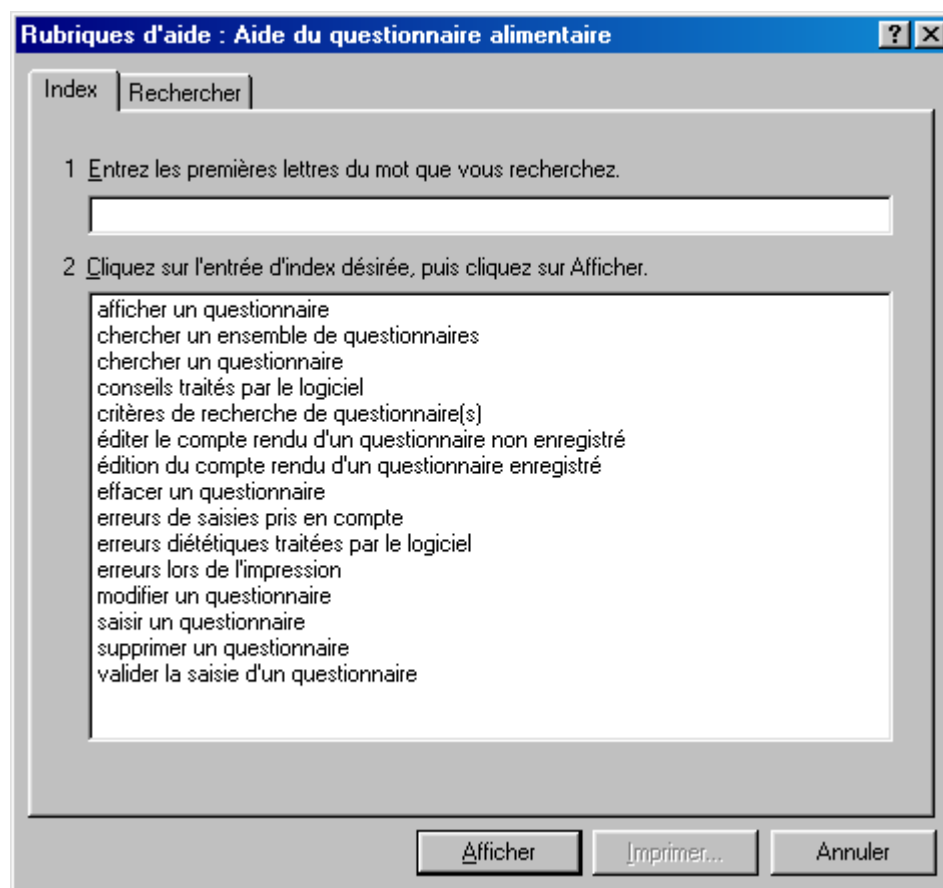 Rubriques d'aide : Aide du questionnaire alimentaire
Index
Rechercher
1 Entrez les premières lettres du mot que vous recherchez.
2 Cliquez sur l'entrée d'index désirée, puis cliquez sur Afficher.
afficher un questionnaire
chercher un ensemble de questionnaires
chercher un questionnaire
conseils traités par le logiciel
critères de recherche de questionnaire(s)
éditer le compte rendu d'un questionnaire non enregistré
édition du compte rendu d'un questionnaire enregistré
effacer un questionnaire
erreurs de saisies pris en compte
erreurs diététiques traitées par le logiciel
erreurs lors de l'impression
modifier un questionnaire
saisir un questionnaire
supprimer un questionnaire
valider la saisie d'un questionnaire
Afficher
Imprimer...
Annuler